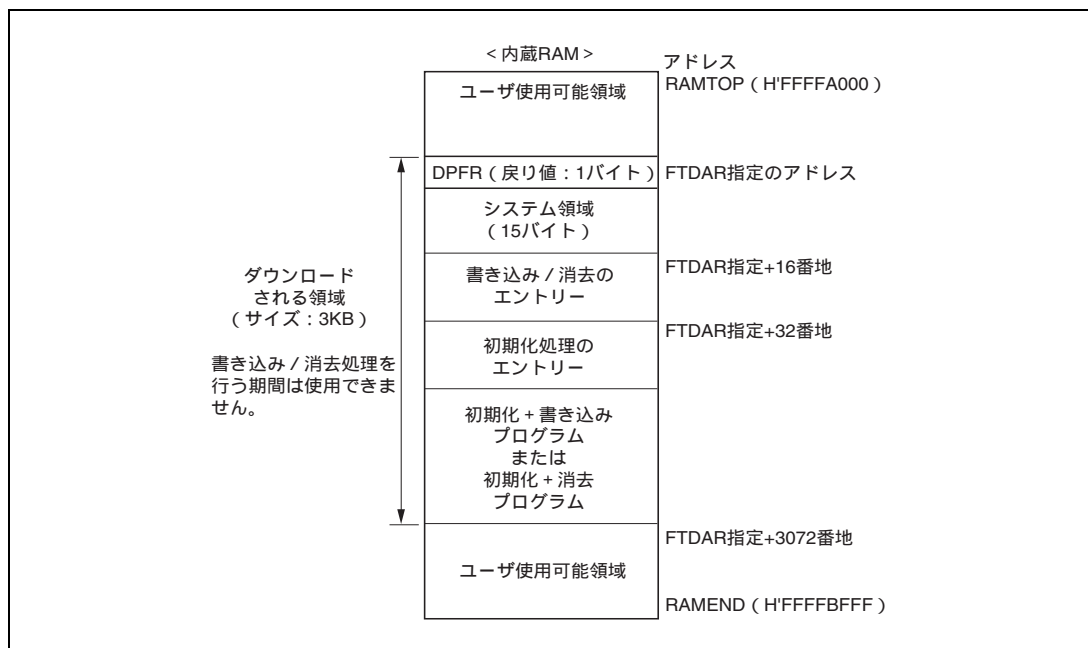 ＜内蔵RAM＞
アドレス
ユーザ使用可能領域
RAMTOP（H'FFFFA000）
DPFR（戻り値：1バイト）
FTDAR指定のアドレス
システム領域
（15バイト）
書き込み／消去の
エントリー
FTDAR指定+16番地
初期化処理の
エントリー
FTDAR指定+32番地
ダウンロード
される領域
（サイズ：3KB）
書き込み／消去処理を
行う期間は使用できま
せん。
初期化＋書き込み
プログラム
または
初期化＋消去
プログラム
FTDAR指定+3072番地
ユーザ使用可能領域
RAMEND（H'FFFFBFFF）